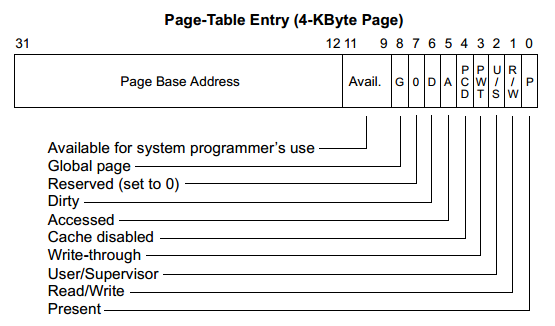 Page-Table Entry (4-KByte Page)
31 12 11 9 8 7 6 5 4 3 2 1 0
Page Base Address Avail. G 0 D A PCD PWT U/S R/W P
Available for system programmer's use
Global page
Reserved (set to 0)
Dirty
Accessed
Cache disabled
Write-through
User/Supervisor
Read/Write
Present